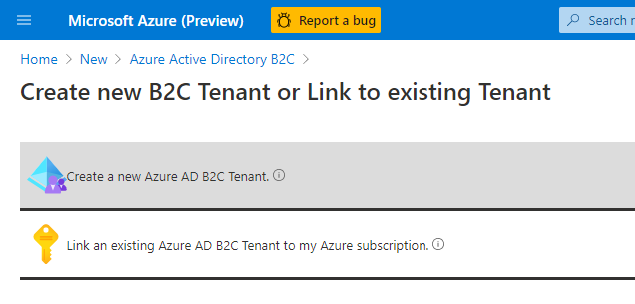 Microsoft Azure (Preview) Report a bug Search r
Home > New > Azure Active Directory B2C >
Create new B2C Tenant or Link to existing Tenant
Create a new Azure AD B2C Tenant.
Link an existing Azure AD B2C Tenant to my Azure subscription.